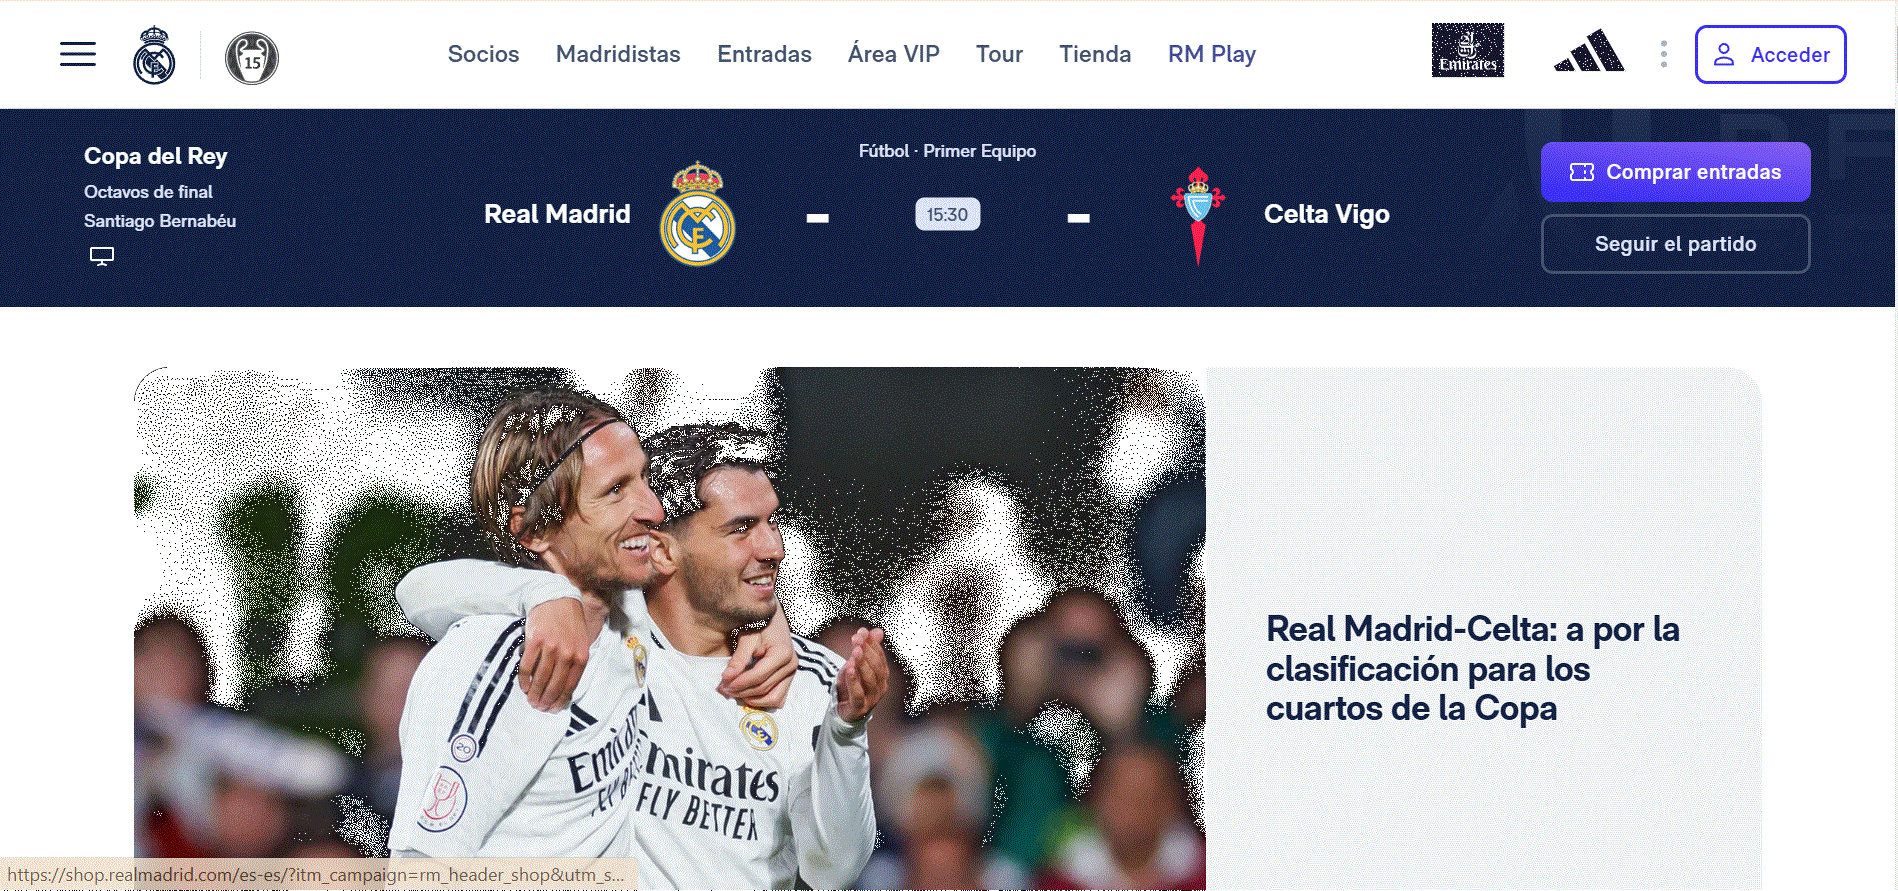 15
Socios
Madridistas
Entradas
Área VIP
Tour
Tienda
RM Play
Emirates
Acceder
Copa del Rey
Octavos de final
Santiago Bernabéu
Fútbol · Primer Equipo
Real Madrid
15:30
Celta Vigo
Comprar entradas
Seguir el partido
Real Madrid-Celta: a por la
clasificación para los
cuartos de la Copa
20
Emirates
FLY BETTER
https://shop.realmadrid.com/es-es/?itm_campaign=rm_header_shop&utm_s...